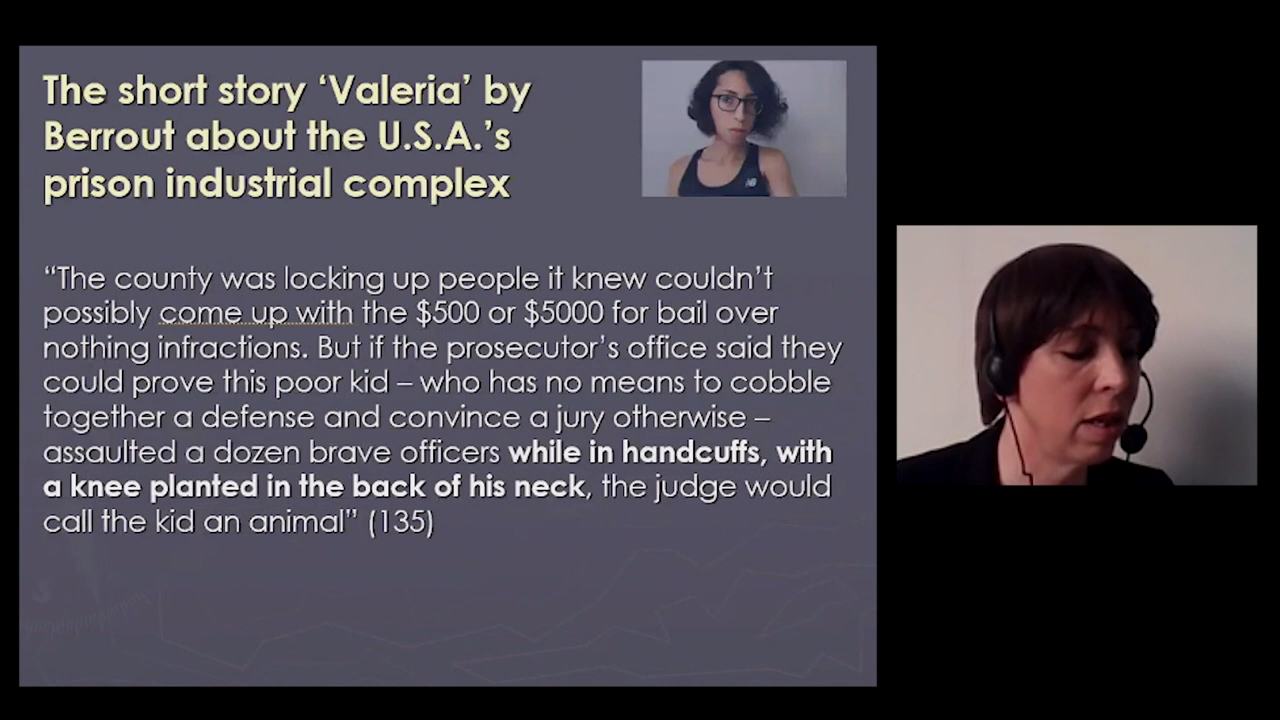 The short story ‘Valeria’ by
Berrout about the U.S.A.’s
prison industrial complex
“The county was locking up people it knew couldn’t
possibly come up with the $500 or $5000 for bail over
nothing infractions. But if the prosecutor’s office said they
could prove this poor kid – who has no means to cobble
together a defense and convince a jury otherwise –
assaulted a dozen brave officers while in handcuffs, with
a knee planted in the back of his neck, the judge would
call the kid an animal” (135)